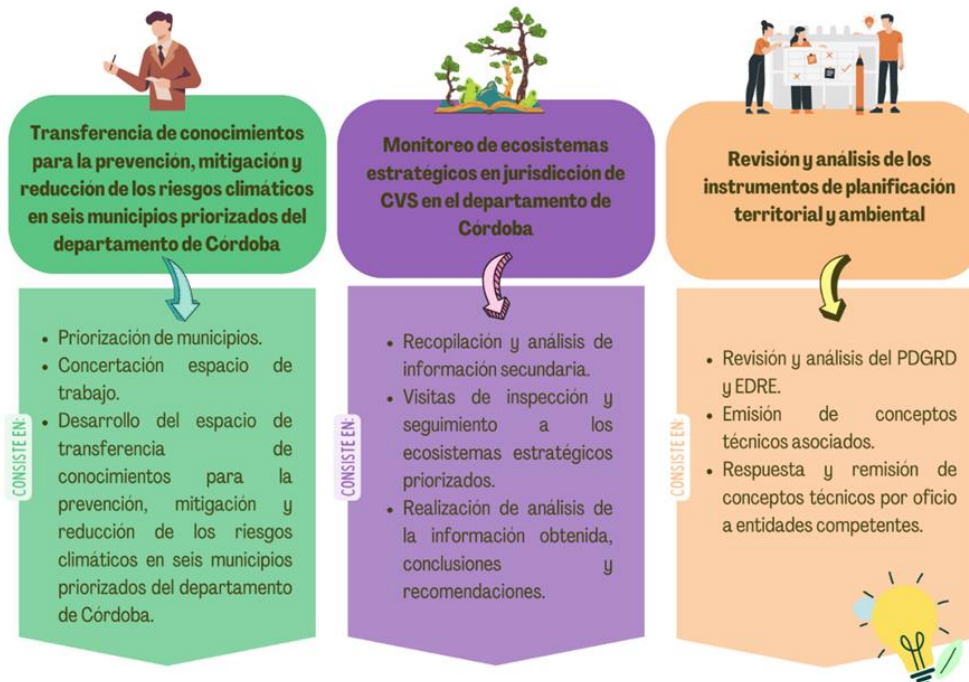 Transferencia de conocimientos
para la prevención, mitigación y
reducción de los riesgos climáticos
en seis municipios priorizados del
departamento de Córdoba
CONSISTE EN:
• Priorización de municipios.
• Concertación espacio de
trabajo.
• Desarrollo del espacio de
transferencia de
conocimientos para la
prevención, mitigación y
reducción de los riesgos
climáticos en seis municipios
priorizados del departamento
de Córdoba.
Monitoreo de ecosistemas
estratégicos en jurisdicción de
CVS en el departamento de
Córdoba
CONSISTE EN:
• Recopilación y análisis de
información secundaria.
• Visitas de inspección y
seguimiento a los
ecosistemas estratégicos
priorizados.
• Realización de análisis de
la información obtenida,
conclusiones y
recomendaciones.
Revisión y análisis de los
instrumentos de planificación
territorial y ambiental
CONSISTE EN:
• Revisión y análisis del PDGRD
y EDRE.
• Emisión de conceptos
técnicos asociados.
• Respuesta y remisión de
conceptos técnicos por oficio
a entidades competentes.